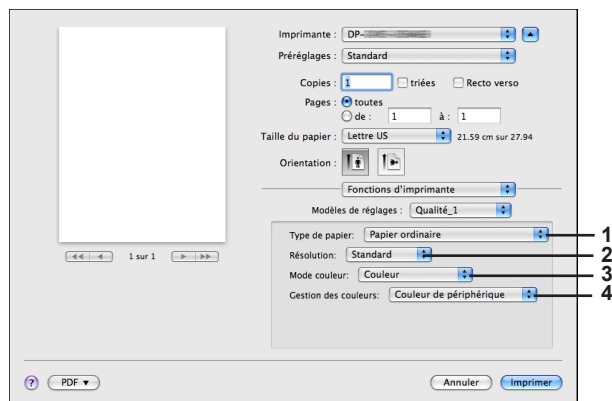 Imprimante : DP-
Préréglages : Standard
Copies : 1 triées Recto verso
Pages : toutes
de : 1 à : 1
Taille du papier : Lettre US 21.59 cm sur 27.94
Orientation :
Fonctions d'imprimante
Modèles de réglages : Qualité_1
Type de papier: Papier ordinaire 1
Résolution: Standard 2
Mode couleur: Couleur 3
Gestion des couleurs: Couleur de périphérique 4
1 sur 1
? PDF ▼ Annuler Imprimer